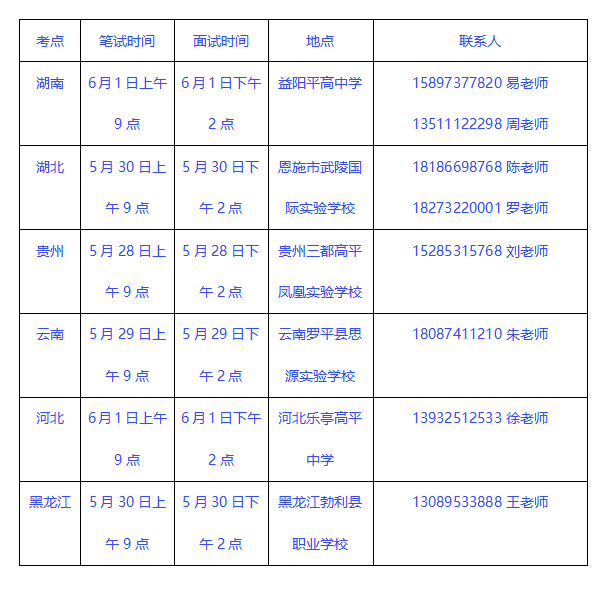 考点 笔试时间 面试时间 地点 联系人
湖南 6月1日上午 6月1日下午 益阳平高中学 15897377820 易老师
9点 2点 13511122298 周老师
湖北 5月30日上 5月30日下 恩施市武陵国 18186698768 陈老师
午9点 午2点 际实验学校 18273220001 罗老师
贵州 5月28日上 5月28日下 贵州三都高平 15285315768 刘老师
午9点 午2点 凤凰实验学校
云南 5月29日上 5月29日下 云南罗平县思 18087411210 朱老师
午9点 午2点 源实验学校
河北 6月1日上午 6月1日下午 河北乐亭高平 13932512533 徐老师
9点 2点 中学
黑龙江 5月30日上 5月30日下 黑龙江勃利县 13089533888 王老师
午9点 午2点 职业学校